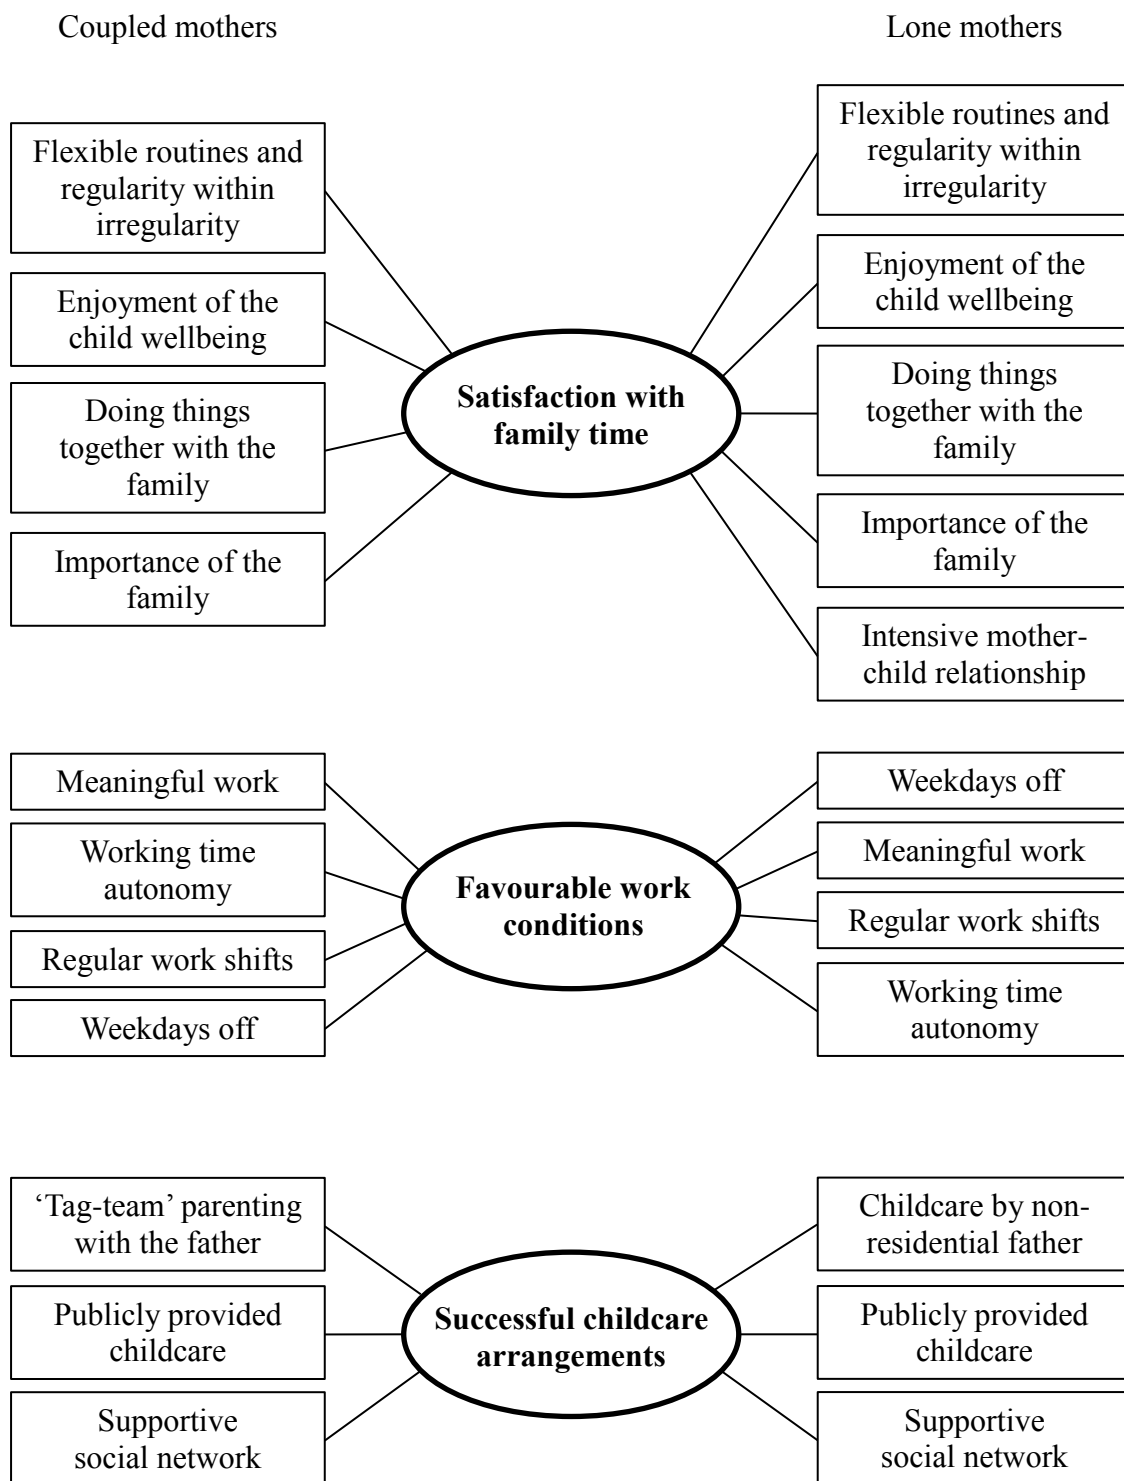 Coupled mothers
Lone mothers
Flexible routines and
regularity within
irregularity
Enjoyment of the
child wellbeing
Doing things
together with the
family
Importance of the
family
Satisfaction with
family time
Flexible routines and
regularity within
irregularity
Enjoyment of the
child wellbeing
Doing things
together with the
family
Importance of the
family
Intensive mother-
child relationship
Meaningful work
Working time
autonomy
Regular work shifts
Weekdays off
Favourable work
conditions
Weekdays off
Meaningful work
Regular work shifts
Working time
autonomy
‘Tag-team’ parenting
with the father
Publicly provided
childcare
Supportive
social network
Successful childcare
arrangements
Childcare by non-
residential father
Publicly provided
childcare
Supportive
social network